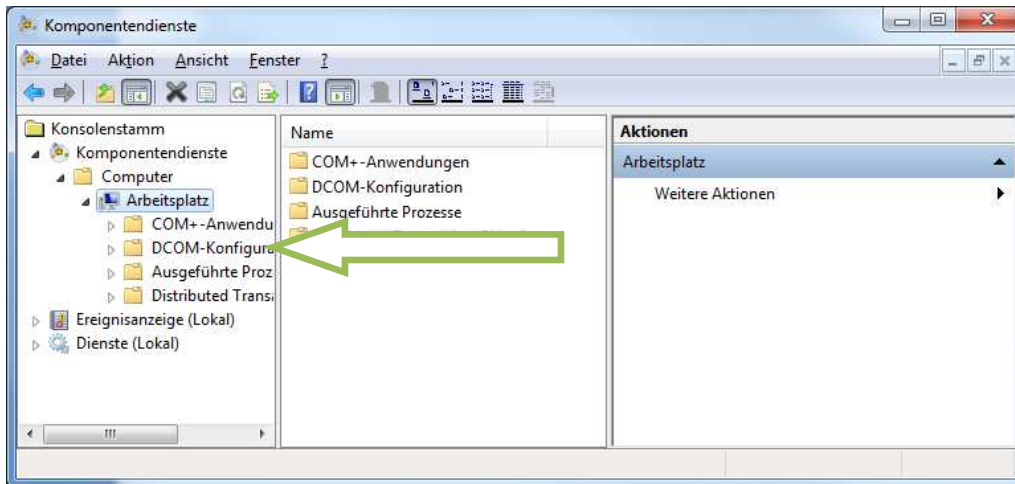 Komponentendienste
Datei Aktion Ansicht Fenster ?
Konsolenstamm
Komponentendienste
Computer
Arbeitsplatz
COM+-Anwendu
DCOM-Konfigura
Ausgeführte Proz
Distributed Transa
Ereignisanzeige (Lokal)
Dienste (Lokal)
Name
COM+-Anwendungen
DCOM-Konfiguration
Ausgeführte Prozesse
Aktionen
Arbeitsplatz
Weitere Aktionen